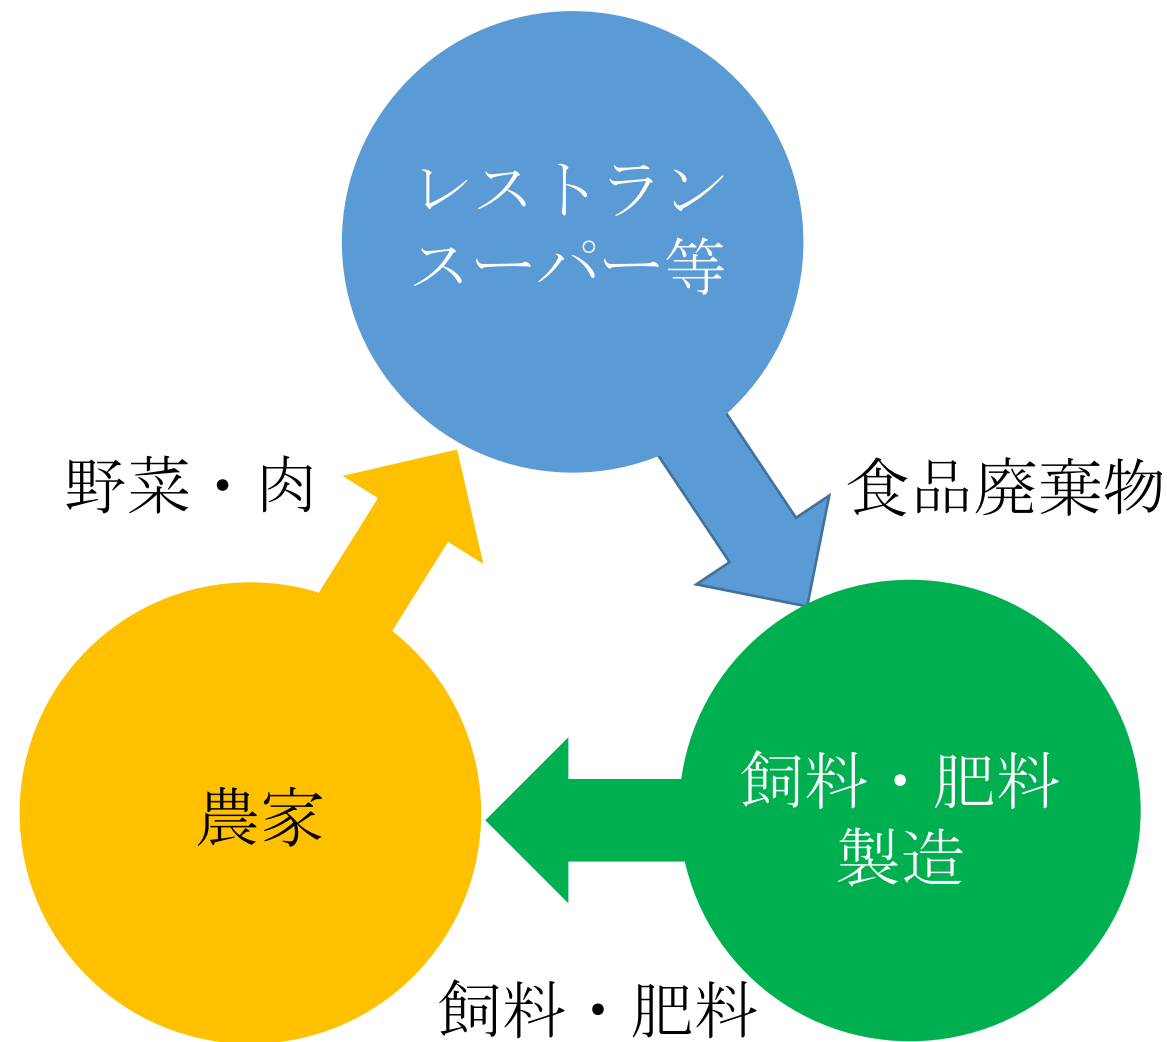 レストラン
スーパー等
野菜・肉
食品廃棄物
農家
飼料・肥料
製造
飼料・肥料